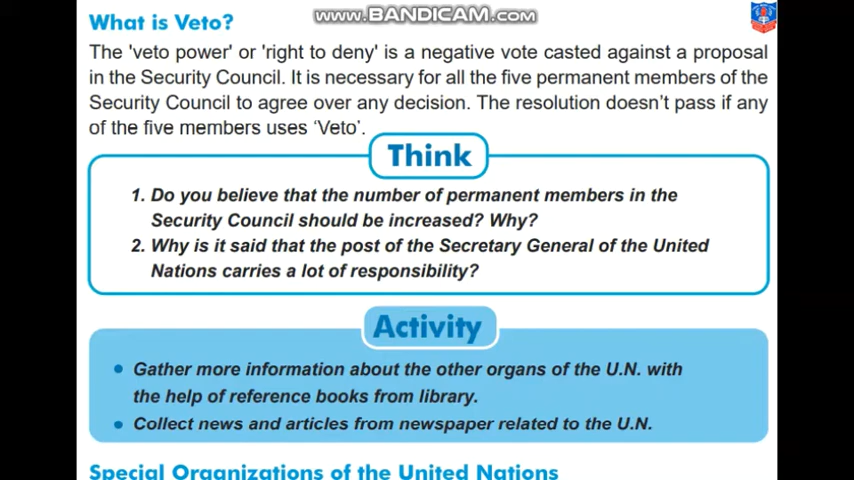 www.BANDICAM.com
What is Veto?
The 'veto power' or 'right to deny' is a negative vote casted against a proposal
in the Security Council. It is necessary for all the five permanent members of the
Security Council to agree over any decision. The resolution doesn't pass if any
of the five members uses 'Veto'.
Think
1. Do you believe that the number of permanent members in the
Security Council should be increased? Why?
2. Why is it said that the post of the Secretary General of the United
Nations carries a lot of responsibility?
Activity
• Gather more information about the other organs of the U.N. with
the help of reference books from library.
• Collect news and articles from newspaper related to the U.N.
Special Organizations of the United Nations